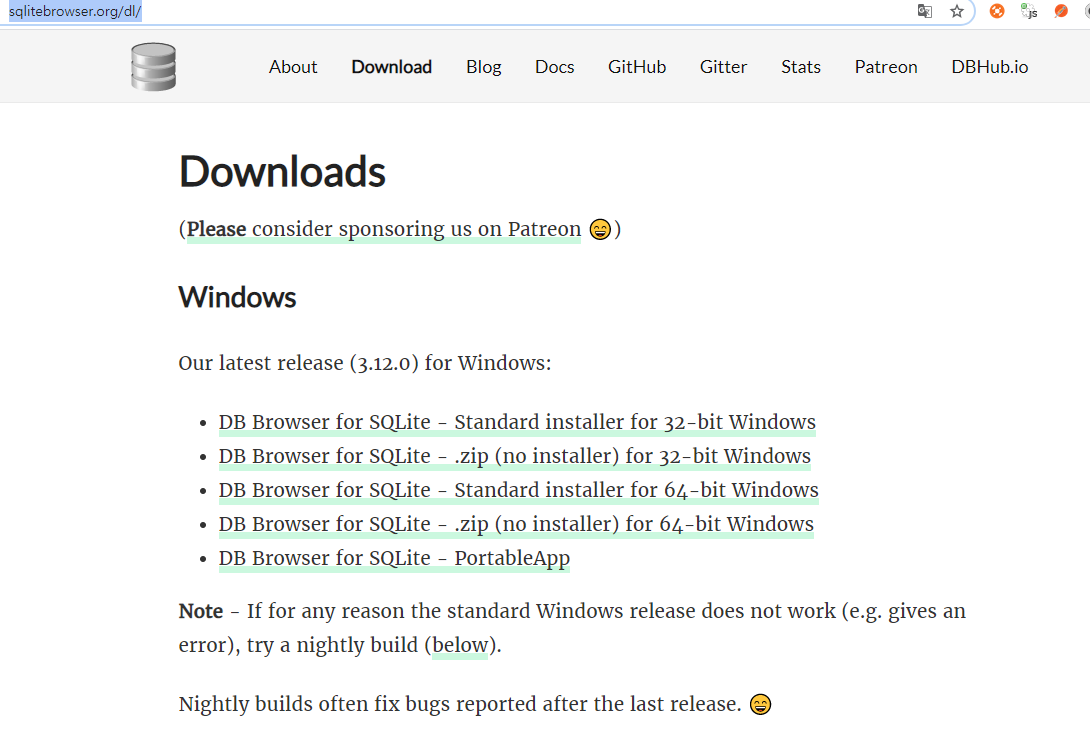 sqlitebrowser.org/dl/
About Download Blog Docs GitHub Gitter Stats Patreon DBHub.io
Downloads
(Please consider sponsoring us on Patreon 😄)
Windows
Our latest release (3.12.0) for Windows:
• DB Browser for SQLite - Standard installer for 32-bit Windows
• DB Browser for SQLite - .zip (no installer) for 32-bit Windows
• DB Browser for SQLite - Standard installer for 64-bit Windows
• DB Browser for SQLite - .zip (no installer) for 64-bit Windows
• DB Browser for SQLite - PortableApp
Note - If for any reason the standard Windows release does not work (e.g. gives an
error), try a nightly build (below).
Nightly builds often fix bugs reported after the last release. 😄